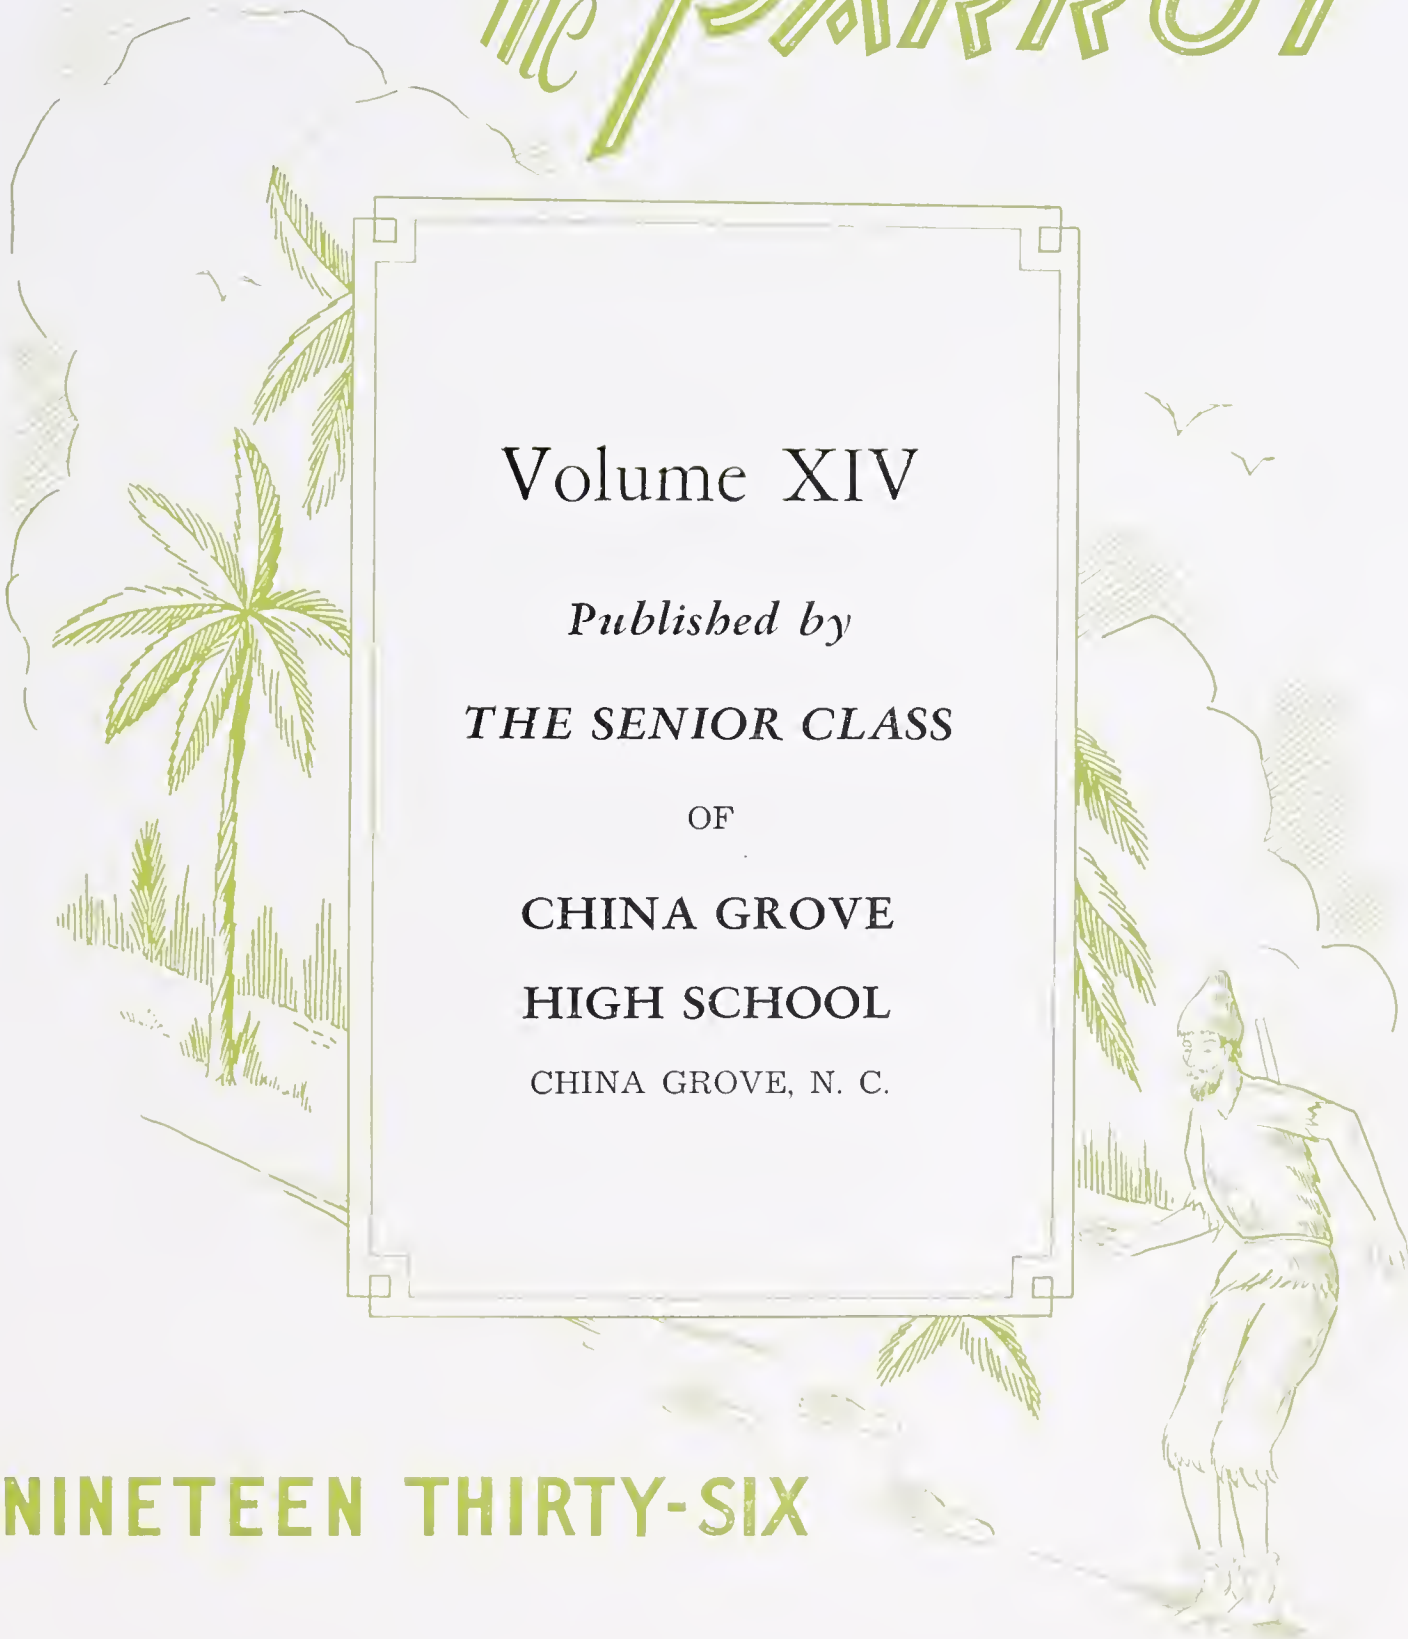 the PARROT
Volume XIV
Published by
THE SENIOR CLASS
OF
CHINA GROVE
HIGH SCHOOL
CHINA GROVE, N. C.
NINETEEN THIRTY-SIX